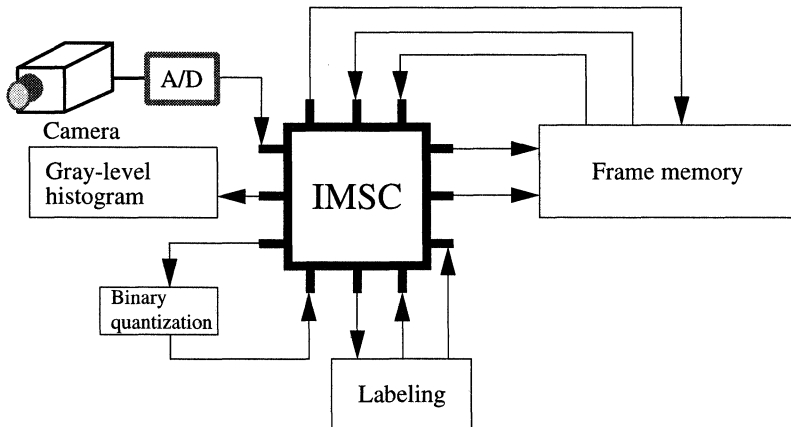 A/D
Camera
Gray-level
histogram
IMSC
Frame memory
Binary
quantization
Labeling